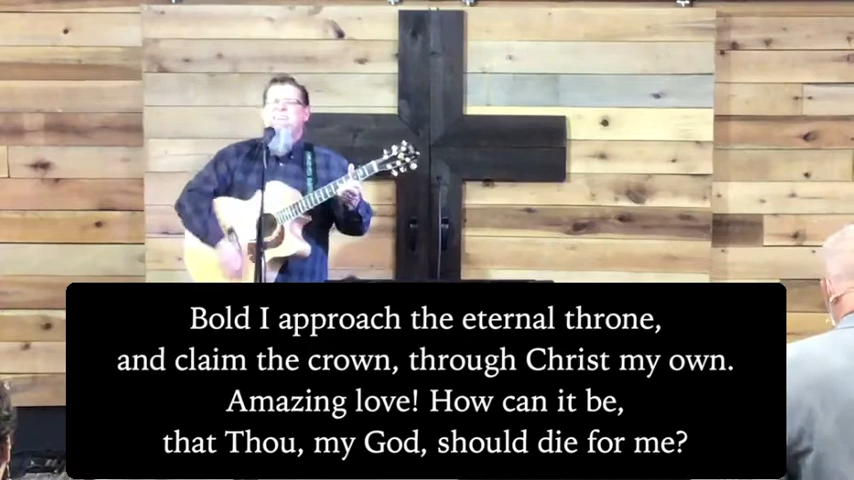 Bold I approach the eternal throne,
and claim the crown, through Christ my own.
Amazing love! How can it be,
that Thou, my God, should die for me?